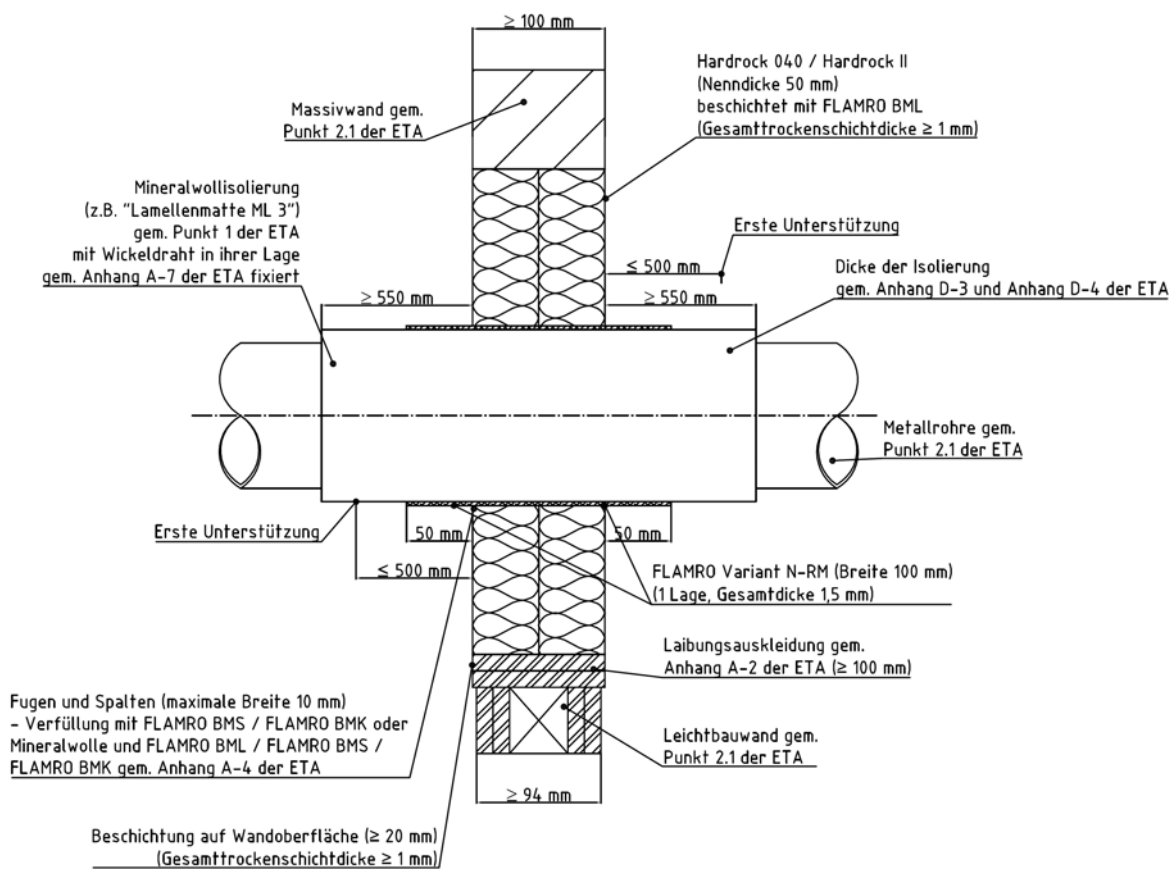 ≥ 100 mm
Hardrock 040 / Hardrock II
(Nenndicke 50 mm)
beschichtet mit FLAMRO BML
(Gesamttrockenschichtdicke ≥ 1 mm)
Massivwand gem.
Punkt 2.1 der ETA
Mineralwollisolierung
(z.B. "Lamellenmatte ML 3")
gem. Punkt 1 der ETA
mit Wickeldraht in ihrer Lage
gem. Anhang A-7 der ETA fixiert
Erste Unterstützung
≤ 500 mm
Dicke der Isolierung
gem. Anhang D-3 und Anhang D-4 der ETA
≥ 550 mm
≥ 550 mm
Metallrohre gem.
Punkt 2.1 der ETA
Erste Unterstützung
50 mm
50 mm
≤ 500 mm
FLAMRO Variant N-RM (Breite 100 mm)
(1 Lage, Gesamtdicke 1,5 mm)
Laibungsauskleidung gem.
Anhang A-2 der ETA (≥ 100 mm)
Fugen und Spalten (maximale Breite 10 mm)
- Verfüllung mit FLAMRO BMS / FLAMRO BMK oder
Mineralwolle und FLAMRO BML / FLAMRO BMS /
FLAMRO BMK gem. Anhang A-4 der ETA
Leichtbauwand gem.
Punkt 2.1 der ETA
≥ 94 mm
Beschichtung auf Wandoberfläche (≥ 20 mm)
(Gesamttrockenschichtdicke ≥ 1 mm)